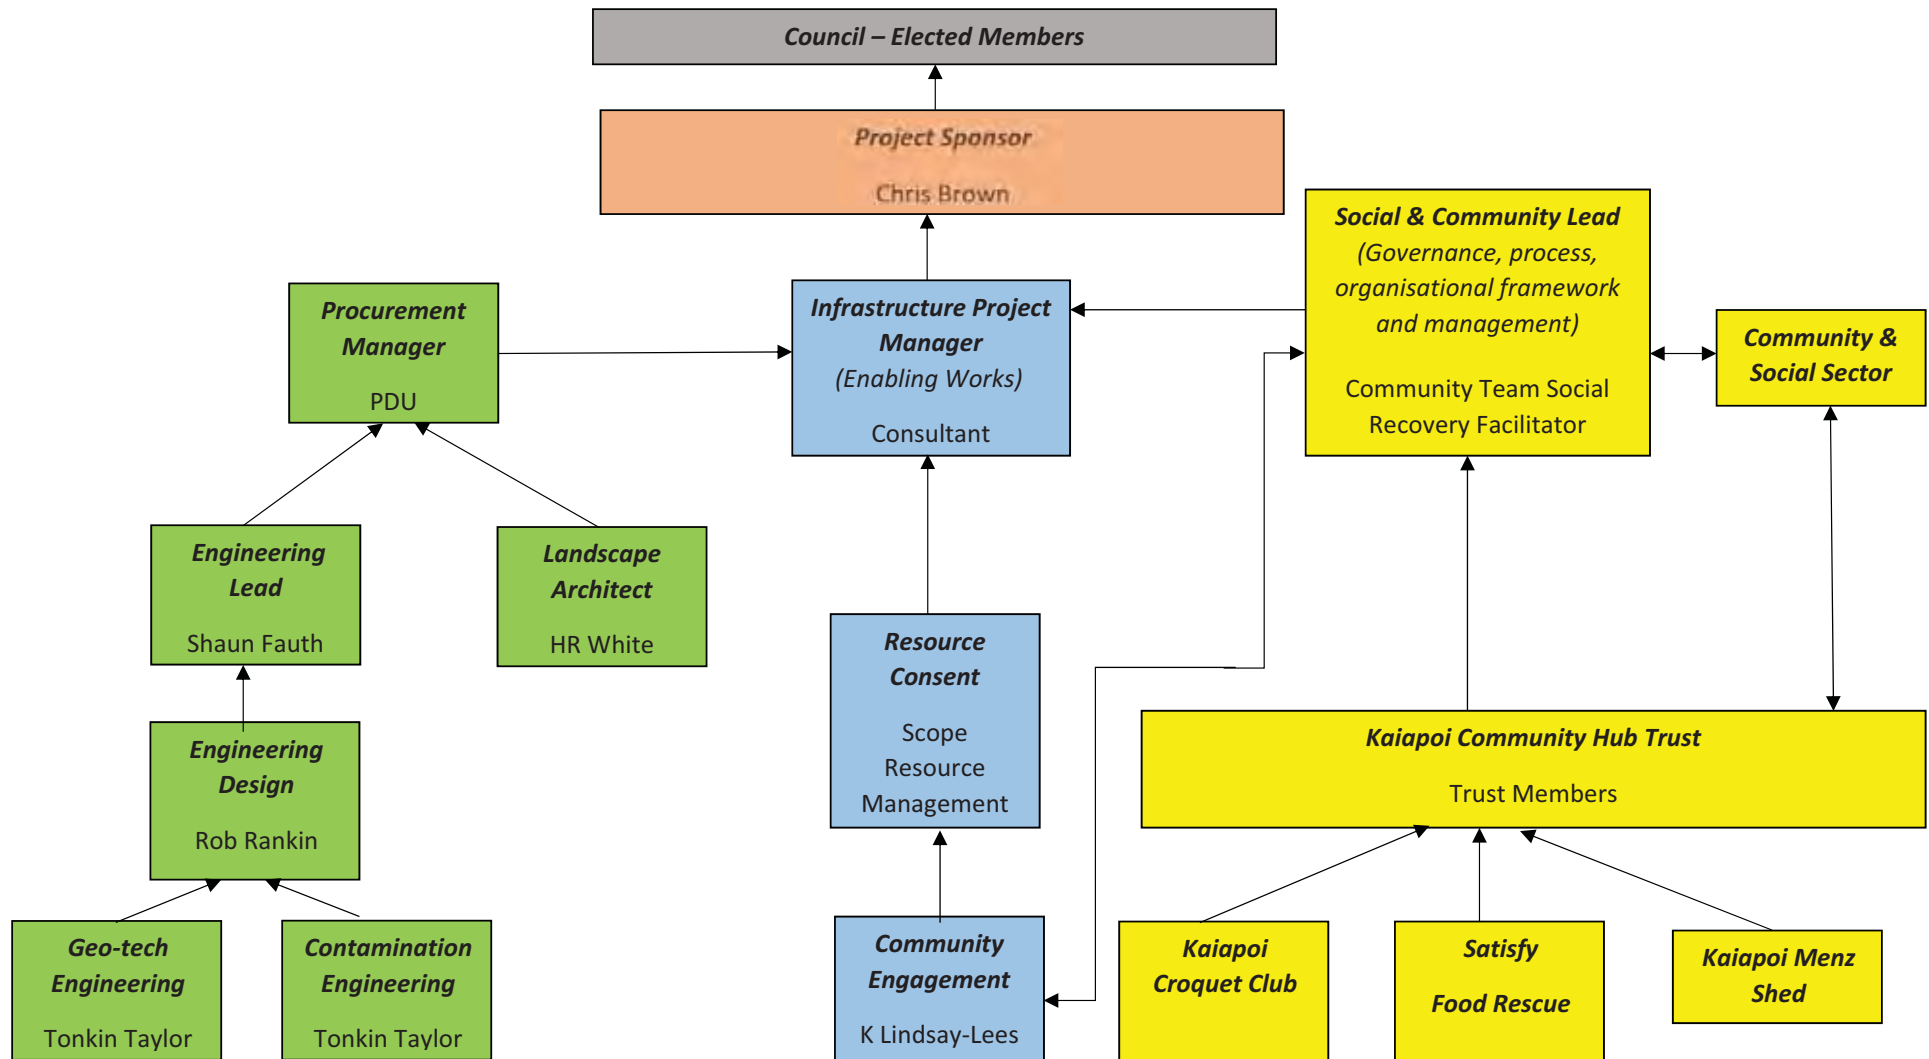 Council – Elected Members
Project Sponsor
Chris Brown
Social & Community Lead
(Governance, process,
organisational framework
and management)
Community Team Social
Recovery Facilitator
Procurement
Manager
PDU
Infrastructure Project
Manager
(Enabling Works)
Consultant
Community &
Social Sector
Engineering
Lead
Shaun Fauth
Landscape
Architect
HR White
Resource
Consent
Scope
Resource
Management
Kaiapoi Community Hub Trust
Trust Members
Engineering
Design
Rob Rankin
Geo-tech
Engineering
Tonkin Taylor
Contamination
Engineering
Tonkin Taylor
Community
Engagement
K Lindsay-Lees
Kaiapoi
Croquet Club
Satisfy
Food Rescue
Kaiapoi Menz
Shed